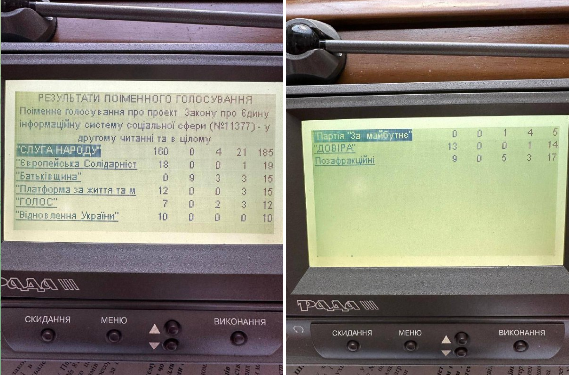 РЕЗУЛЬТАТИ ПОІМЕННОГО ГОЛОСУВАННЯ
Поіменне голосування про проект Закону про Єдину
інформаційну систему соціальної сфери (№11377) - у
другому читанні та в цілому
"СЛУГА НАРОДУ" 160 0 4 21 185
"Європейська Солідарніст 18 0 0 1 19
"Батьківщина" 0 9 3 3 15
"Платформа за життя та м 12 0 0 3 15
"ГОЛОС" 7 0 2 3 12
"Відновлення України" 10 0 0 0 10
РАДА III
СКИДАННЯ МЕНЮ ВИКОНАННЯ
Партія "За майбутнє" 0 0 1 4 5
"ДОВІРА" 13 0 0 1 14
Позафракційні 9 0 5 3 17
РАДА III
СКИДАННЯ МЕНЮ ВИКОНАННЯ